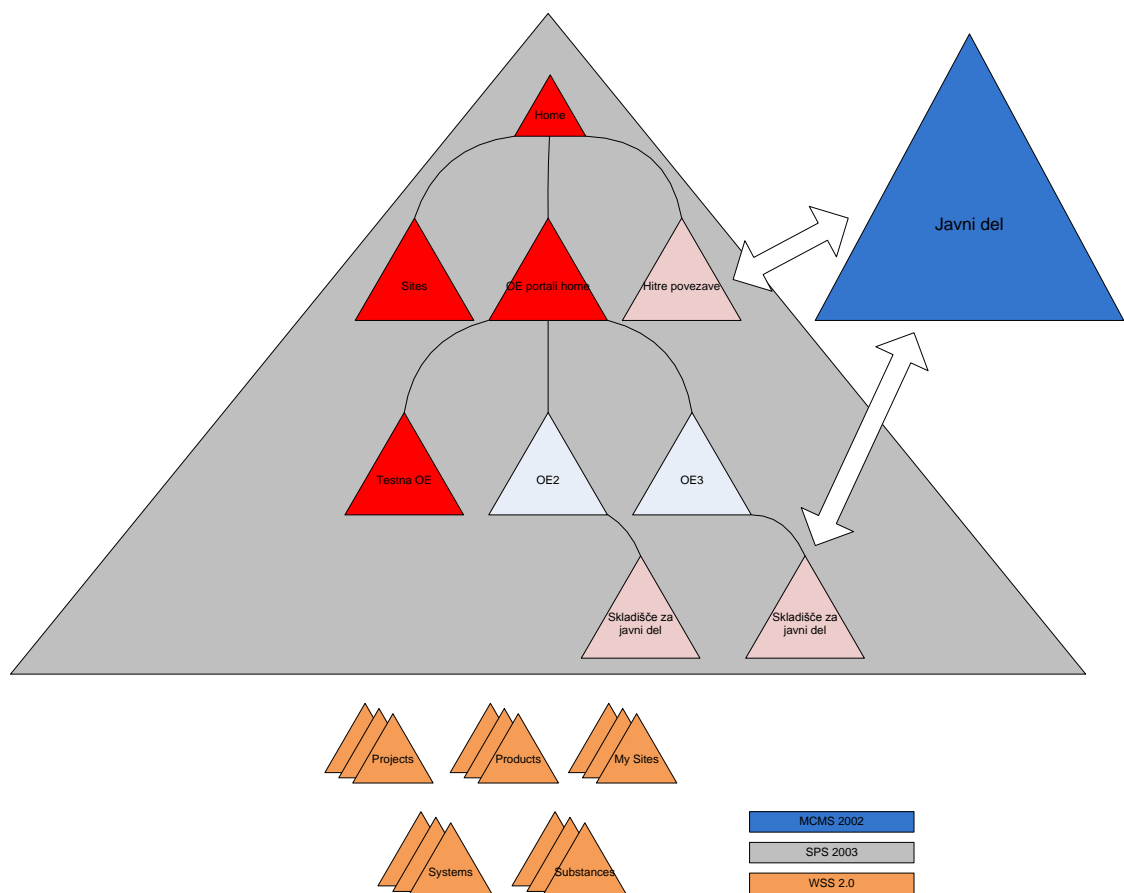 Home
Javni del
Sites
OE portali home
Hitre povezave
Testna OE
OE2
OE3
Skladišče za
javni del
Skladišče za
javni del
Projects
Products
My Sites
MCMS 2002
SPS 2003
Systems
Substances
WSS 2.0